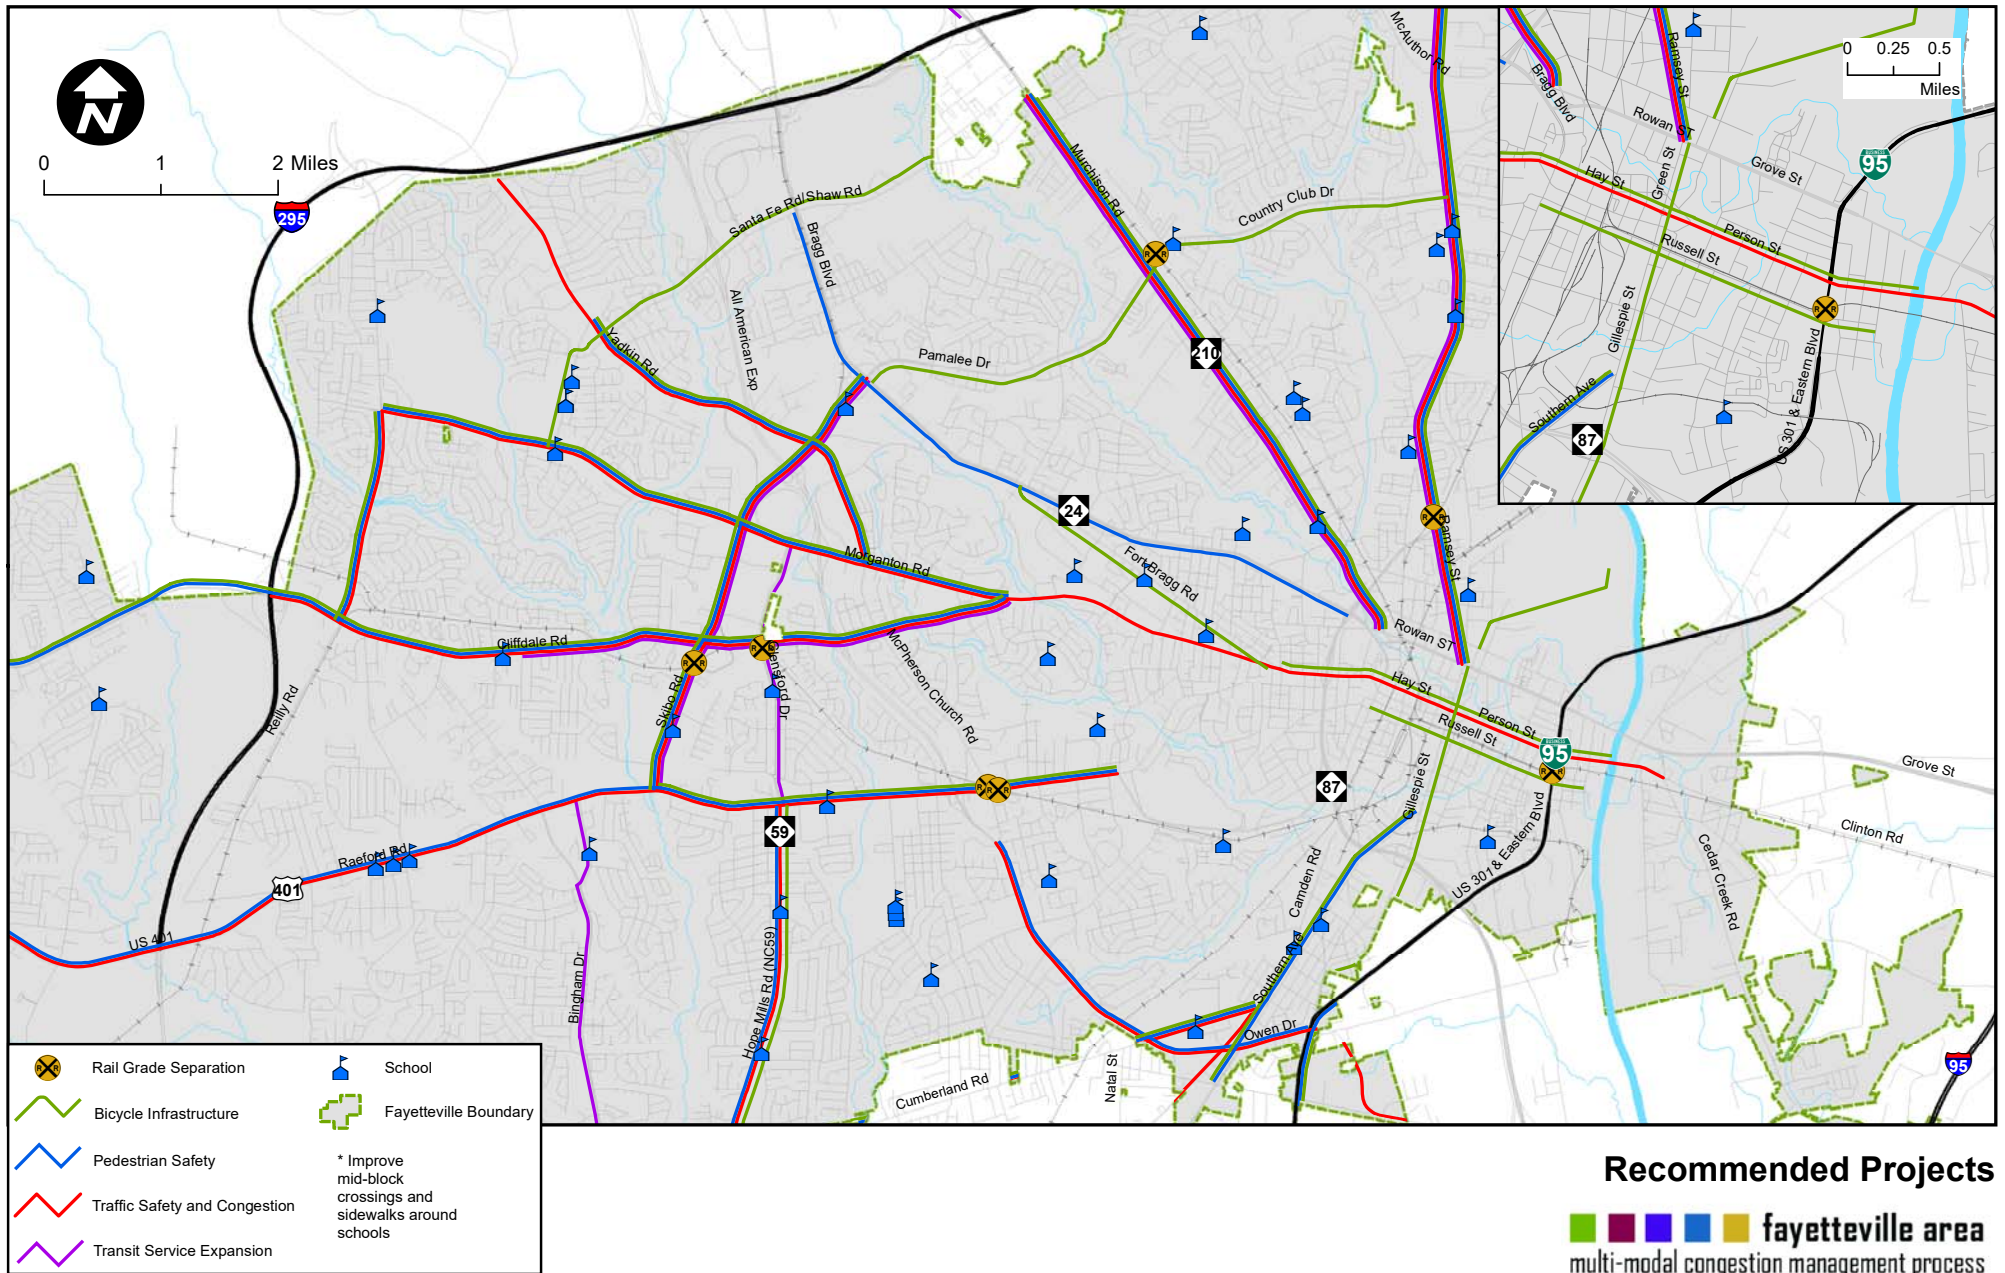 N
0 1 2 Miles
295
McAuthor Rd
Murchison Rd
Santa Fe Rd/Shaw Rd
Bragg Blvd
Country Club Dr
All American Exp
Yadkin Rd
Pamalee Dr
210
24
Fort Bragg Rd
Ramsey St
Morganton Rd
Cliffdale Rd
Glensford Dr
McPherson Church Rd
Skibo Rd
Reilly Rd
Rowan ST
Hay St
Person St
Russell St
BUSINESS
95
Grove St
Gillespie St
87
59
US 301 & Eastern Blvd
Clinton Rd
Cedar Creek Rd
Raeford Rd
401
US 401
Camden Rd
Southern Ave
Owen Dr
Bingham Dr
Hope Mills Rd (NC59)
Natal St
Cumberland Rd
95
0 0.25 0.5
Miles
Ramsey St
Bragg Blvd
Rowan ST
Green St
Grove St
BUSINESS
95
Hay St
Person St
Russell St
Gillespie St
US 301 & Eastern Blvd
Southern Ave
87
R R
Rail Grade Separation
School
Bicycle Infrastructure
Fayetteville Boundary
Pedestrian Safety
* Improve
mid-block
crossings and
sidewalks around
schools
Traffic Safety and Congestion
Transit Service Expansion
Recommended Projects
fayetteville area
multi-modal congestion management process